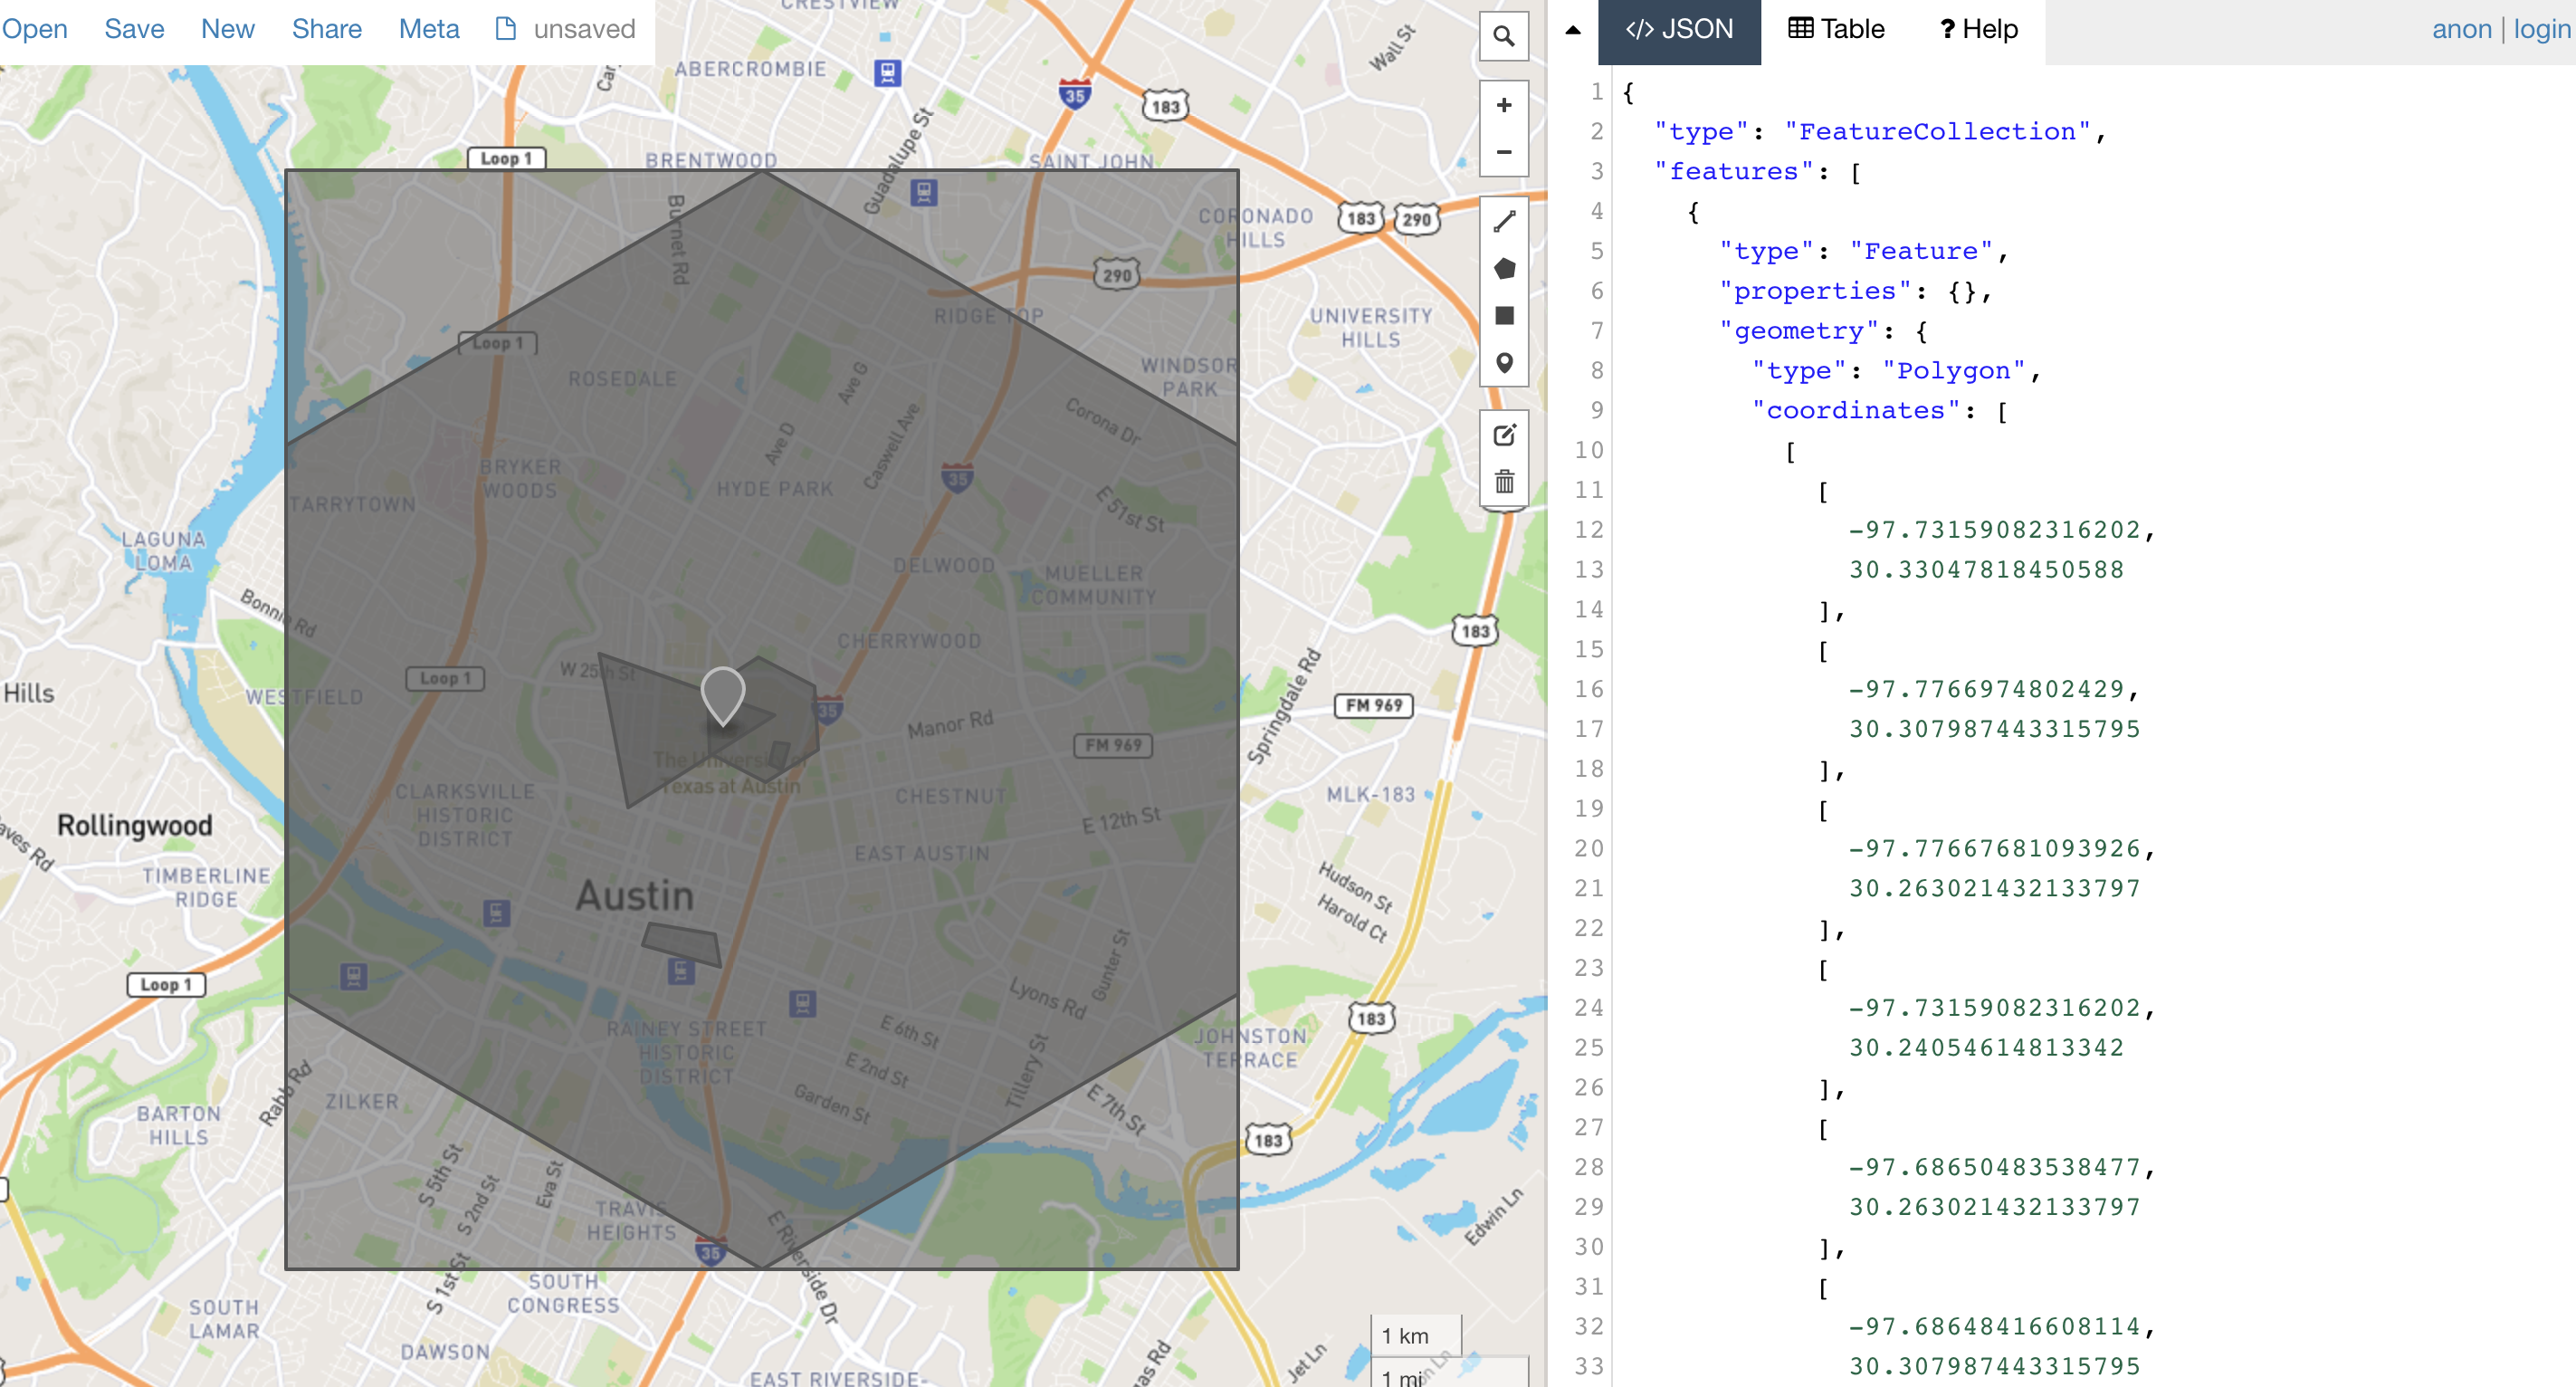 Open Save New Share Meta unsaved
</> JSON Table ? Help
anon | login
CRESTVIEW
ABERCROMBIE
Wall St
35
183
Loop 1
BRENTWOOD
Guadalupe St
SAINT JOHN
Burnet Rd
CORONADO
HILLS
183
290
290
RIDGE TOP
UNIVERSITY
HILLS
Loop 1
ROSEDALE
Ave G
WINDSOR
PARK
Corona Dr
Ave D
Caswell Ave
BRYKER
WOODS
HYDE PARK
35
TARRYTOWN
E 51st St
LAGUNA
LOMA
DELWOOD
MUELLER
COMMUNITY
Bonnie Rd
CHERRYWOOD
183
W 25th St
Loop 1
Hills
WESTFIELD
35
Manor Rd
Springdale Rd
FM 969
FM 969
The University of
Texas at Austin
CLARKSVILLE
HISTORIC
DISTRICT
CHESTNUT
MLK-183
E 12th St
Rollingwood
EAST AUSTIN
TIMBERLINE
RIDGE
Austin
Hudson St
Harold Ct
Gunter St
Loop 1
Lyons Rd
183
RAINEY STREET
HISTORIC
DISTRICT
E 6th St
JOHNSTON
TERRACE
E 2nd St
Tillery St
Rabb Rd
ZILKER
Garden St
E 7th St
BARTON
HILLS
183
S 5th St
S 2nd St
Eva St
TRAVIS
HEIGHTS
Edwin Ln
35
E Riverside Dr
S 1st St
SOUTH
CONGRESS
SOUTH
LAMAR
DAWSON
Jet Ln
EAST RIVERSIDE-
1 km
1 mi
1 {
2 "type": "FeatureCollection",
3 "features": [
4 {
5 "type": "Feature",
6 "properties": {},
7 "geometry": {
8 "type": "Polygon",
9 "coordinates": [
10 [
11 [
12 -97.73159082316202,
13 30.33047818450588
14 ],
15 [
16 -97.7766974802429,
17 30.307987443315795
18 ],
19 [
20 -97.77667681093926,
21 30.263021432133797
22 ],
23 [
24 -97.73159082316202,
25 30.24054614813342
26 ],
27 [
28 -97.68650483538477,
29 30.263021432133797
30 ],
31 [
32 -97.68648416608114,
33 30.307987443315795